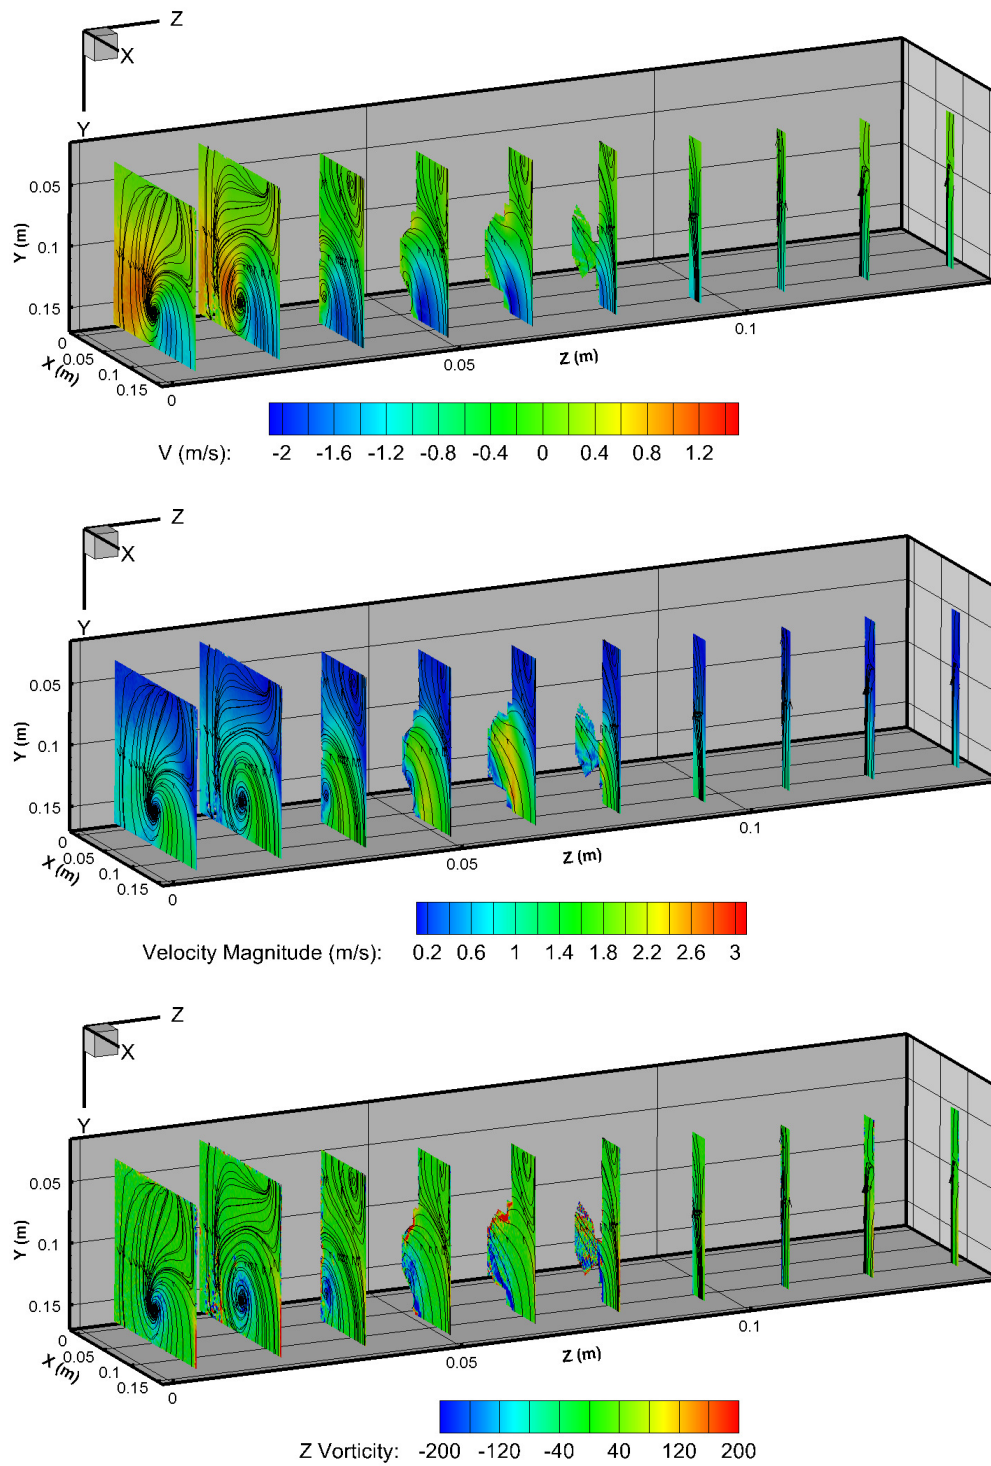 Z
X
Y
0.05
0.1
0.15
Y (m)
0
0.05
0.1
0.15
X (m)
0
0.05
0.1
Z (m)
V (m/s): -2 -1.6 -1.2 -0.8 -0.4 0 0.4 0.8 1.2
Z
X
Y
0.05
0.1
0.15
Y (m)
0
0.05
0.1
0.15
X (m)
0
0.05
0.1
Z (m)
Velocity Magnitude (m/s): 0.2 0.6 1 1.4 1.8 2.2 2.6 3
Z
X
Y
0.05
0.1
0.15
Y (m)
0
0.05
0.1
0.15
X (m)
0
0.05
0.1
Z (m)
Z Vorticity: -200 -120 -40 40 120 200